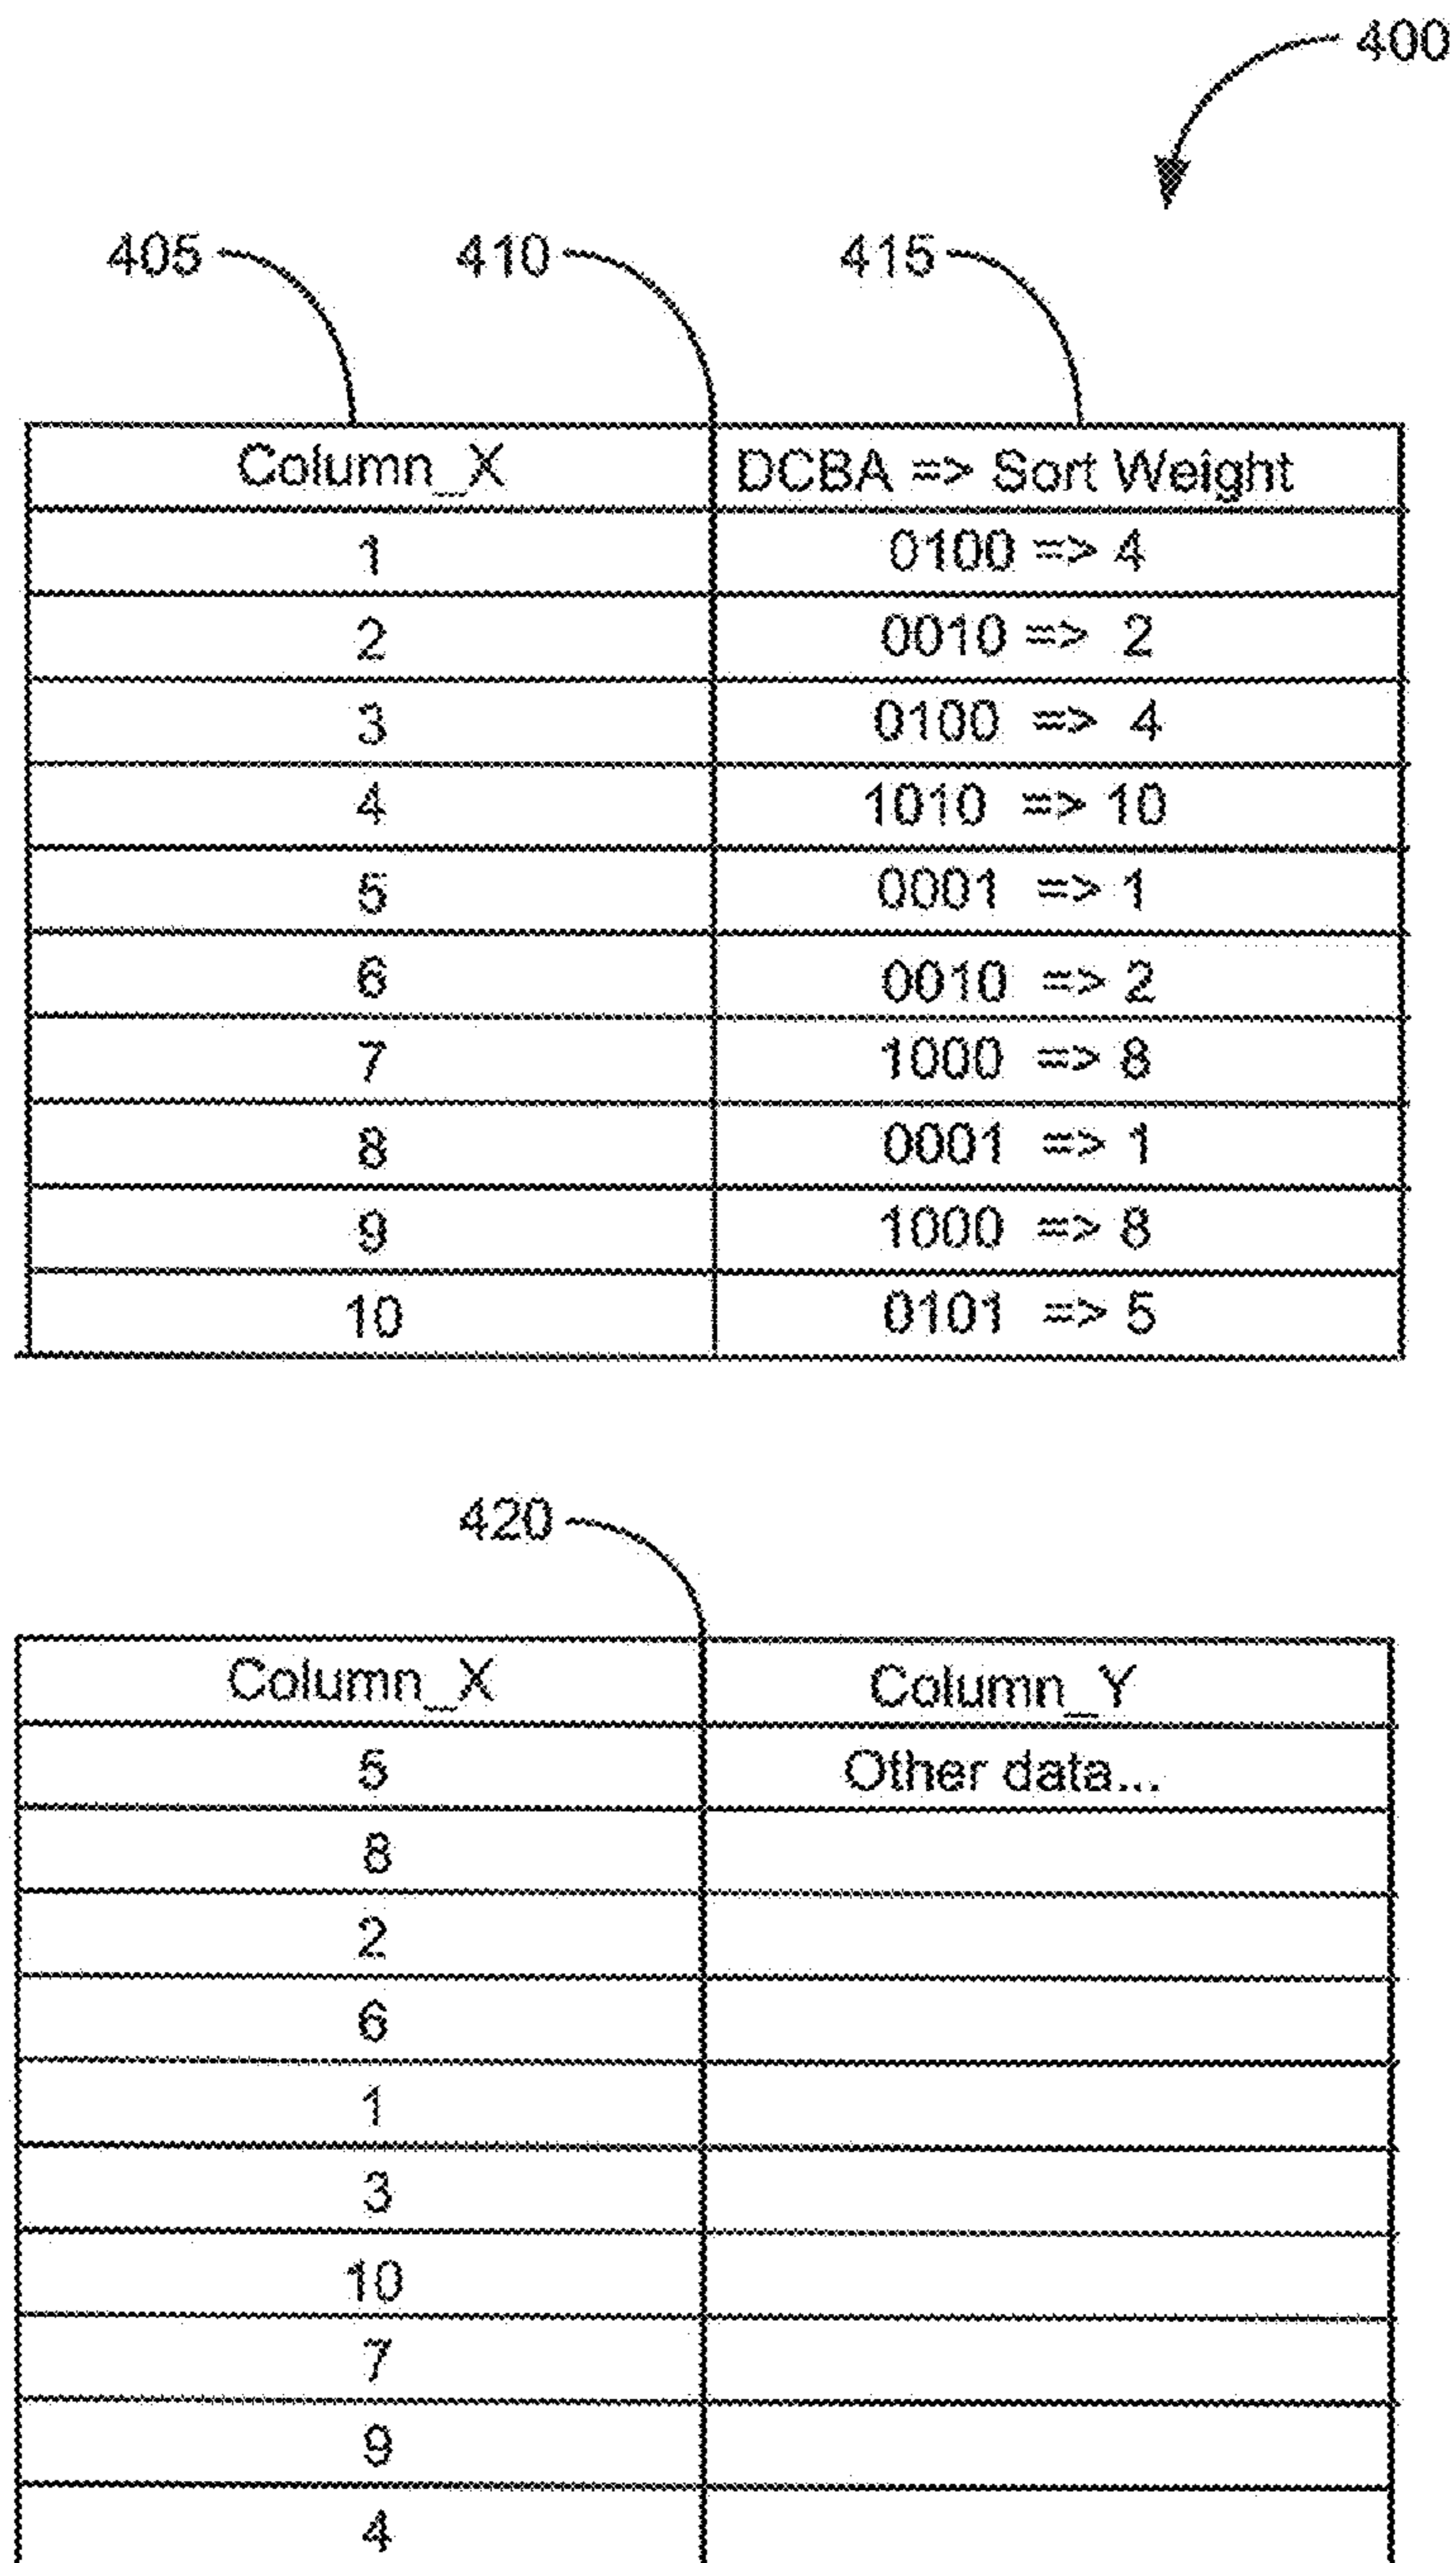 400
405 410 415
Column_X DCBA => Sort Weight
1 0100 => 4
2 0010 => 2
3 0100 => 4
4 1010 => 10
5 0001 => 1
6 0010 => 2
7 1000 => 8
8 0001 => 1
9 1000 => 8
10 0101 => 5
420
Column_X Column_Y
5 Other data...
8
2
6
1
3
10
7
9
4